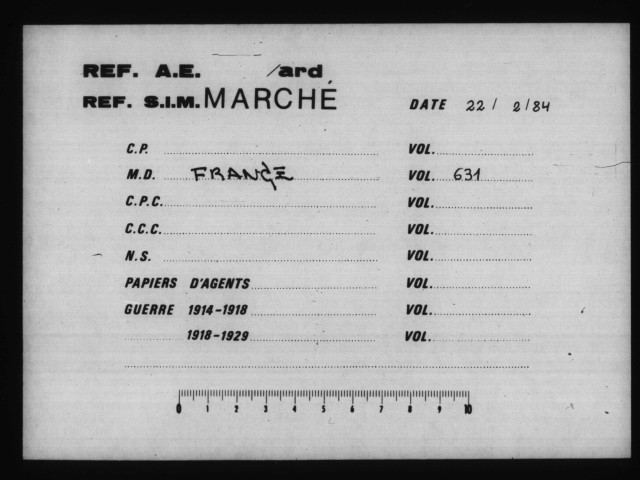 REF. A.E. /ard
REF. S.I.M. MARCHÉ DATE 22 / 2/84
C.P. VOL.
M.D. FRANCE VOL. 631
C.P.C. VOL.
C.C.C. VOL.
N.S. VOL.
PAPIERS D'AGENTS VOL.
GUERRE 1914-1918 VOL.
1918-1929 VOL.
0 1 2 3 4 5 6 7 8 9 10